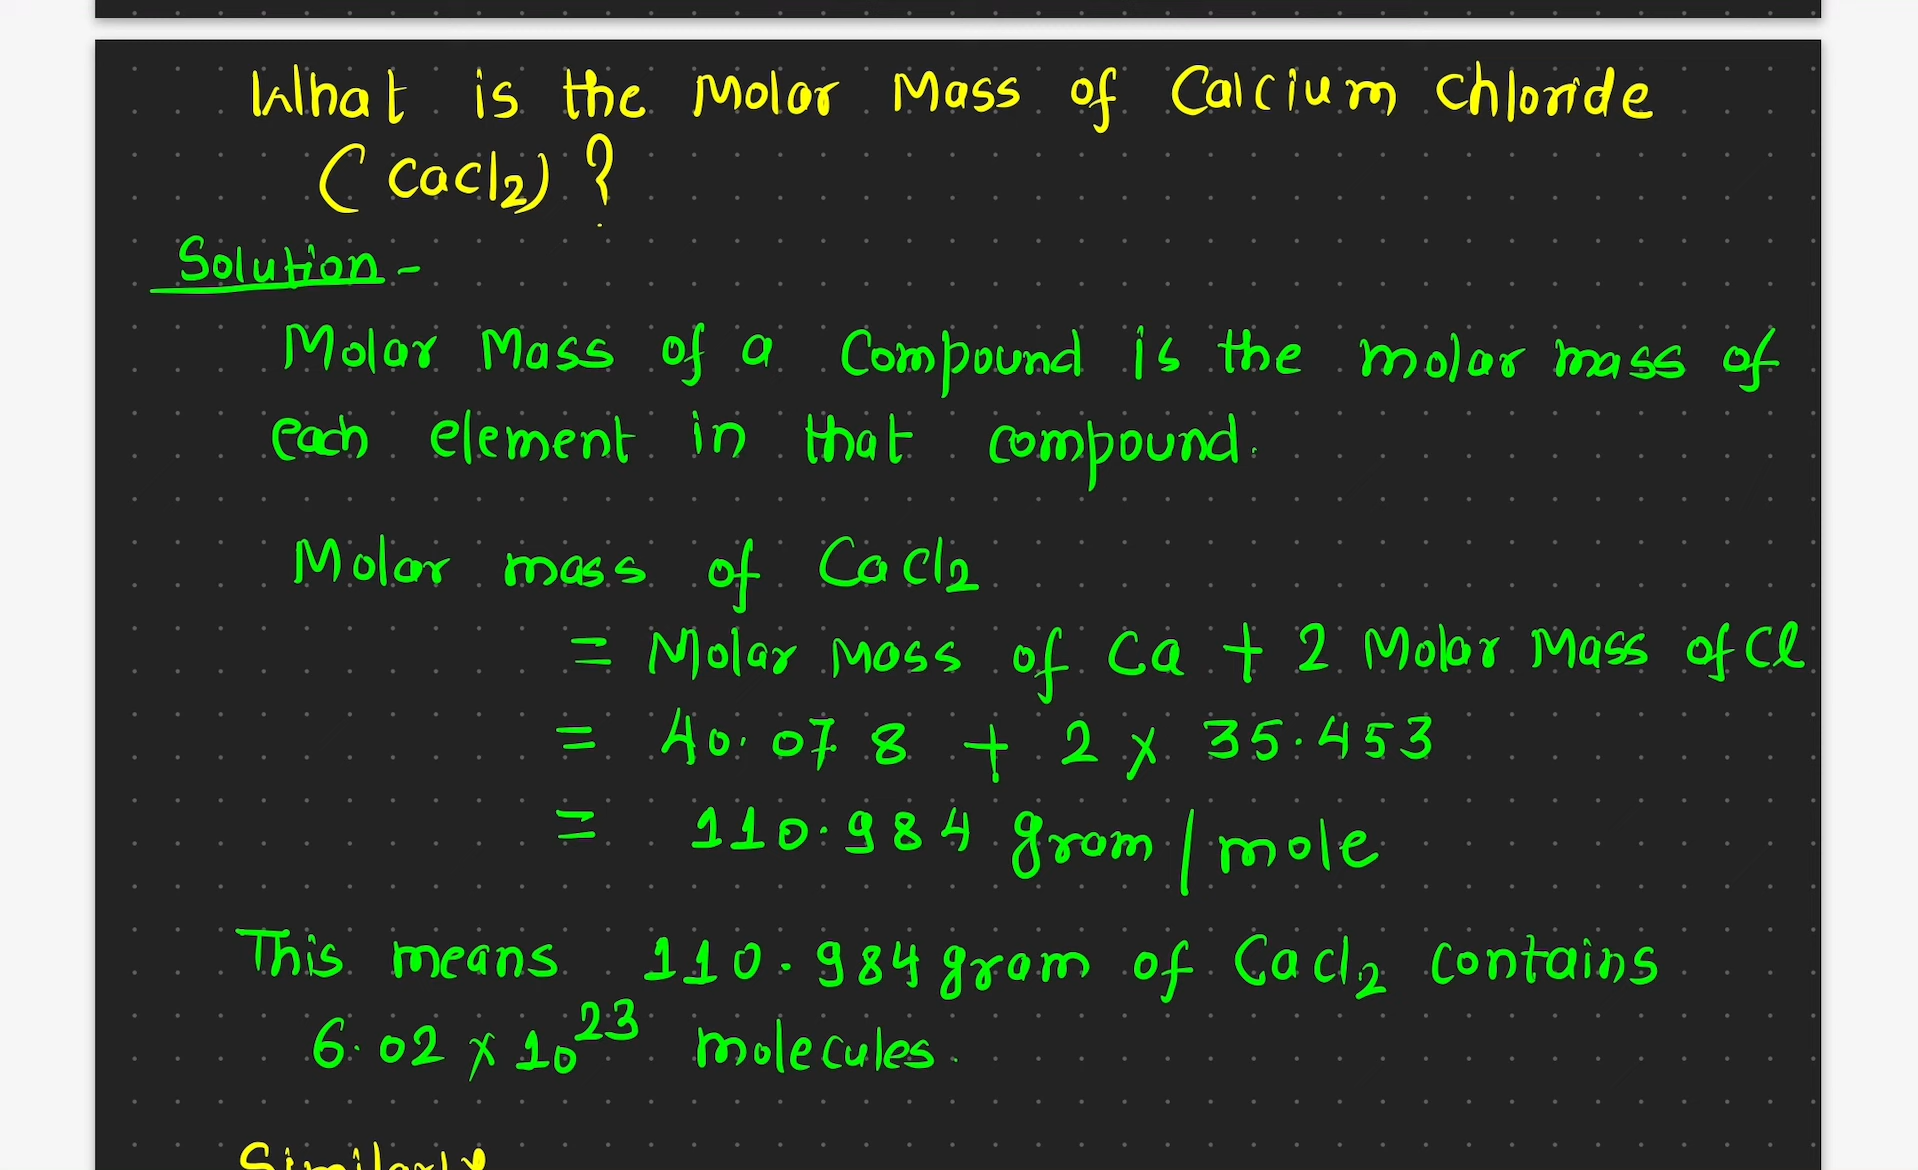 What is the Molar Mass of Calcium Chloride
(CaCl₂)?
Solution-
Molar Mass of a Compound is the molar mass of
each element in that compound.
Molar mass of CaCl₂
= Molar Mass of Ca + 2 Molar Mass of Cl
= 40.078 + 2 x 35.453
= 110.984 gram/mole
This means 110.984 gram of CaCl₂ contains
6.02 x 10²³ molecules.
Similarly